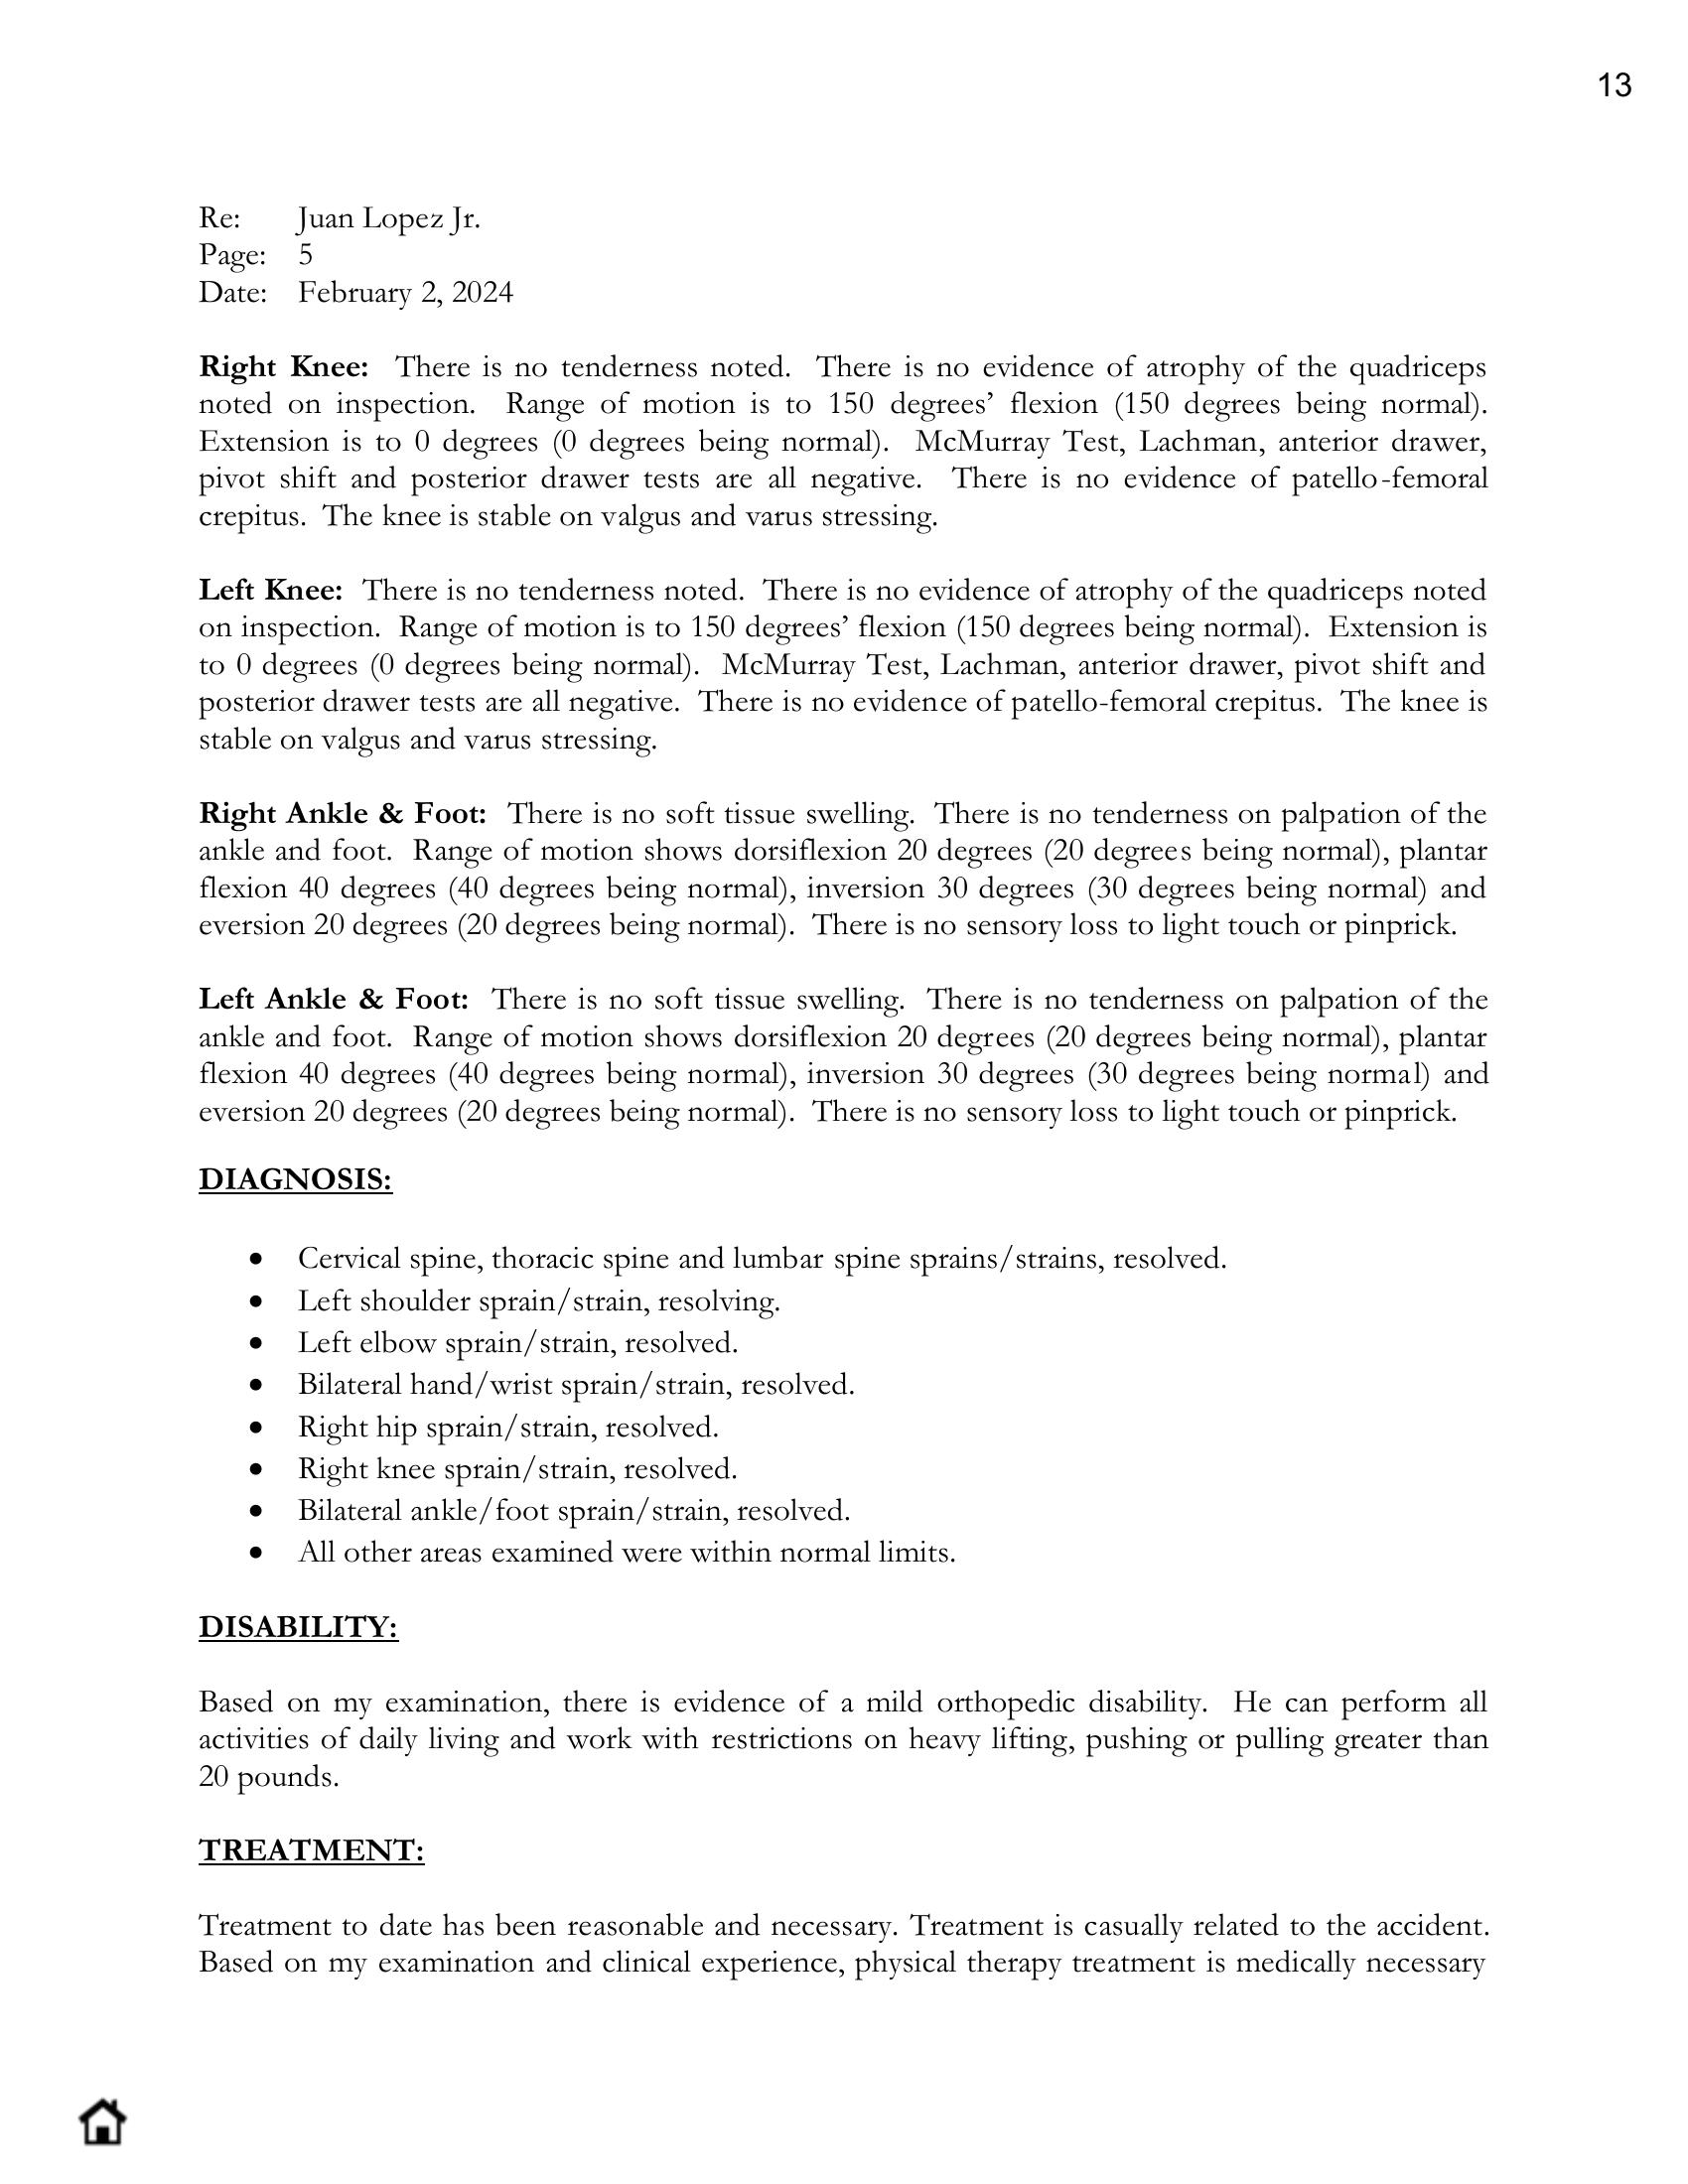 13
Re: Juan Lopez Jr.
Page: 5
Date: February 2, 2024
Right Knee: There is no tenderness noted. There is no evidence of atrophy of the quadriceps
noted on inspection. Range of motion is to 150 degrees’ flexion (150 degrees being normal).
Extension is to 0 degrees (0 degrees being normal). McMurray Test, Lachman, anterior drawer,
pivot shift and posterior drawer tests are all negative. There is no evidence of patello-femoral
crepitus. The knee is stable on valgus and varus stressing.
Left Knee: There is no tenderness noted. There is no evidence of atrophy of the quadriceps noted
on inspection. Range of motion is to 150 degrees’ flexion (150 degrees being normal). Extension is
to 0 degrees (0 degrees being normal). McMurray Test, Lachman, anterior drawer, pivot shift and
posterior drawer tests are all negative. There is no evidence of patello-femoral crepitus. The knee is
stable on valgus and varus stressing.
Right Ankle & Foot: There is no soft tissue swelling. There is no tenderness on palpation of the
ankle and foot. Range of motion shows dorsiflexion 20 degrees (20 degrees being normal), plantar
flexion 40 degrees (40 degrees being normal), inversion 30 degrees (30 degrees being normal) and
eversion 20 degrees (20 degrees being normal). There is no sensory loss to light touch or pinprick.
Left Ankle & Foot: There is no soft tissue swelling. There is no tenderness on palpation of the
ankle and foot. Range of motion shows dorsiflexion 20 degrees (20 degrees being normal), plantar
flexion 40 degrees (40 degrees being normal), inversion 30 degrees (30 degrees being normal) and
eversion 20 degrees (20 degrees being normal). There is no sensory loss to light touch or pinprick.
DIAGNOSIS:
• Cervical spine, thoracic spine and lumbar spine sprains/strains, resolved.
• Left shoulder sprain/strain, resolving.
• Left elbow sprain/strain, resolved.
• Bilateral hand/wrist sprain/strain, resolved.
• Right hip sprain/strain, resolved.
• Right knee sprain/strain, resolved.
• Bilateral ankle/foot sprain/strain, resolved.
• All other areas examined were within normal limits.
DISABILITY:
Based on my examination, there is evidence of a mild orthopedic disability. He can perform all
activities of daily living and work with restrictions on heavy lifting, pushing or pulling greater than
20 pounds.
TREATMENT:
Treatment to date has been reasonable and necessary. Treatment is casually related to the accident.
Based on my examination and clinical experience, physical therapy treatment is medically necessary